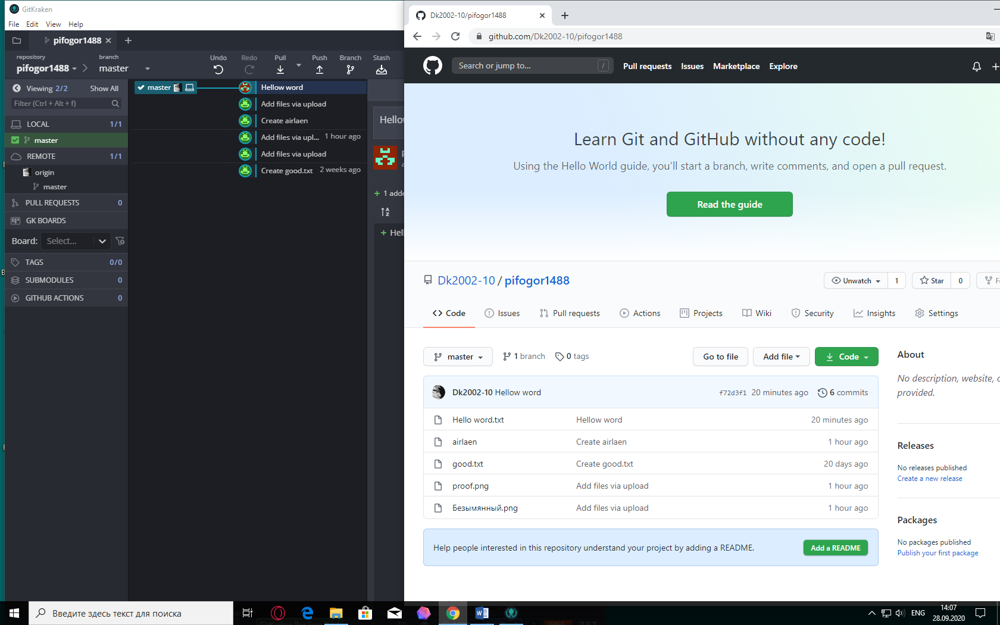 GitKraken
File Edit View Help
pifogor1488
repository
pifogor1488
branch
master
Undo Redo Pull Push Branch Stash
Viewing 2/2 Show All
Filter (Ctrl + Alt + f)
LOCAL 1/1
master
REMOTE 1/1
origin
master
PULL REQUESTS 0
GK BOARDS
Board: Select...
TAGS 0/0
SUBMODULES 0
GITHUB ACTIONS 0
master Hellow word
Add files via upload
Create airlaen
Add files via upl... 1 hour ago
Add files via upload
Create good.txt 2 weeks ago
Dk2002-10/pifogor1488
github.com/Dk2002-10/pifogor1488
Search or jump to... / Pull requests Issues Marketplace Explore
Learn Git and GitHub without any code!
Using the Hello World guide, you’ll start a branch, write comments, and open a pull request.
Read the guide
Dk2002-10 / pifogor1488
Unwatch 1 Star 0
Code Issues Pull requests Actions Projects Wiki Security Insights Settings
master 1 branch 0 tags Go to file Add file Code
Dk2002-10 Hellow word f72d3f1 20 minutes ago 6 commits
Hello word.txt Hellow word 20 minutes ago
airlaen Create airlaen 1 hour ago
good.txt Create good.txt 20 days ago
proof.png Add files via upload 1 hour ago
Безымянный.png Add files via upload 1 hour ago
Help people interested in this repository understand your project by adding a README. Add a README
About
No description, website,
provided.
Releases
No releases published
Create a new release
Packages
No packages published
Publish your first package
Введите здесь текст для поиска
ENG
14:07
28.09.2020